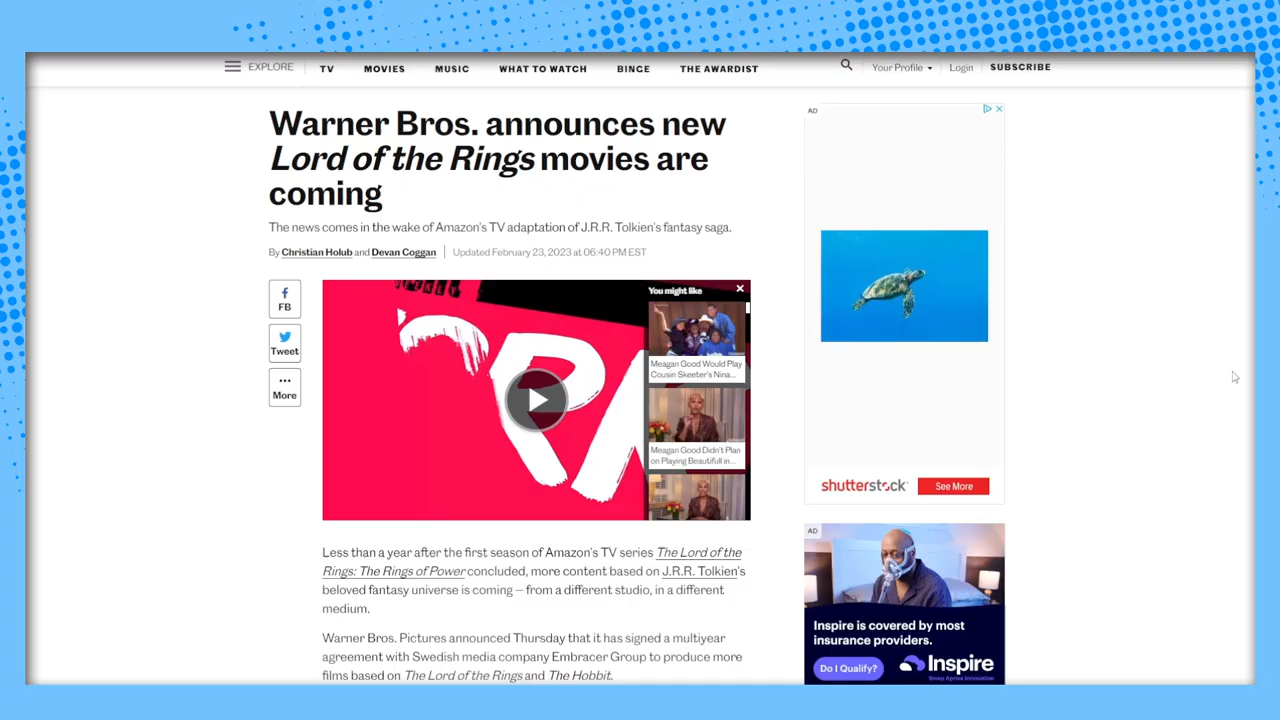 EXPLORE
TV
MOVIES
MUSIC
WHAT TO WATCH
BINGE
THE AWARDIST
Your Profile
Login
SUBSCRIBE
Warner Bros. announces new
Lord of the Rings movies are
coming
The news comes in the wake of Amazon's TV adaptation of J.R.R. Tolkien's fantasy saga.
By Christian Holub and Devan Coggan
Updated February 23, 2023 at 06:40 PM EST
FB
Tweet
More
You might like
Meagan Good Would Play
Cousin Skeeter's Nina...
Meagan Good Didn't Plan
on Playing Beautifull in...
Less than a year after the first season of Amazon's TV series The Lord of the
Rings: The Rings of Power concluded, more content based on J.R.R. Tolkien's
beloved fantasy universe is coming – from a different studio, in a different
medium.
Warner Bros. Pictures announced Thursday that it has signed a multiyear
agreement with Swedish media company Embracer Group to produce more
films based on The Lord of the Rings and The Hobbit.
AD
shutterstock
See More
AD
Inspire is covered by most
insurance providers.
Do I Qualify?
Inspire
Sleep Apnea Innovation